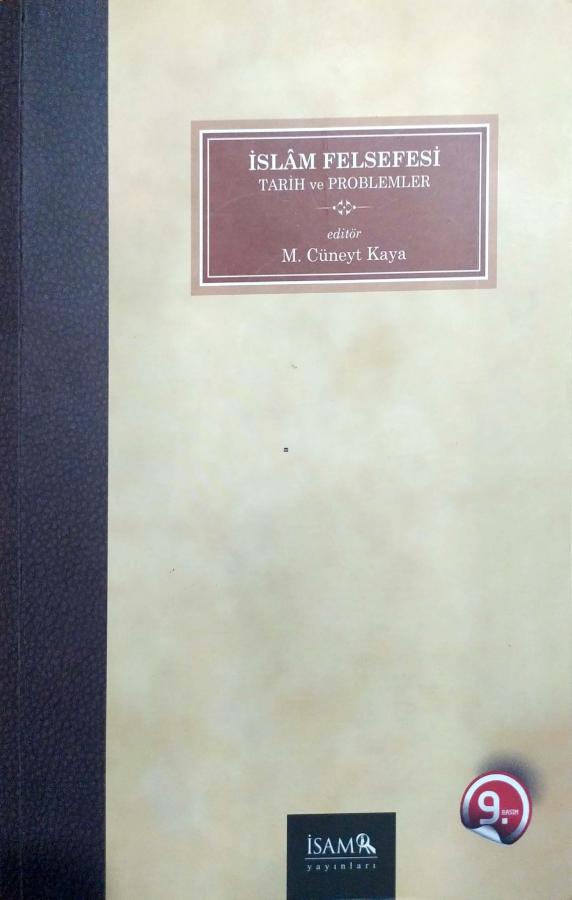 İSLÂM FELSEFESİ
TARİH ve PROBLEMLER
editör
M. Cüneyt Kaya
9.
BASIM
İSAM
yayınları